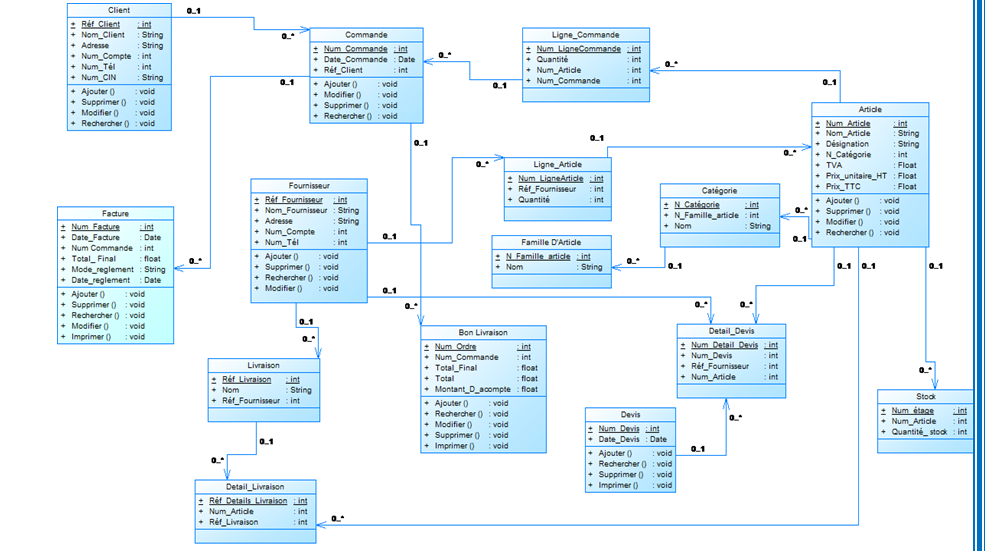 Client
+ Réf_Client : int
+ Nom_Client : String
+ Adresse : String
+ Num_Compte : int
+ Num_Tél : int
+ Num_CIN : String
+ Ajouter () : void
+ Supprimer () : void
+ Modifier () : void
+ Rechercher () : void
0..1
0..*
Commande
+ Num_Commande : int
+ Date_Commande : Date
+ Réf_Client : int
+ Ajouter () : void
+ Modifier () : void
+ Supprimer () : void
+ Rechercher () : void
0..1
0..1
0..*
0..1
Ligne_Commande
+ Num_LigneCommande : int
+ Quantité : int
+ Num_Article : int
+ Num_Commande : int
0..*
0..1
Article
+ Num_Article : int
+ Nom_Article : String
+ Désignation : String
+ N_Catégorie : int
+ TVA : Float
+ Prix_unitaire_HT : Float
+ Prix_TTC : Float
+ Ajouter () : void
+ Supprimer () : void
+ Modifier () : void
+ Rechercher () : void
0..1
0..*
0..*
Ligne_Article
+ Num_LigneArticle : int
+ Réf_Fournisseur : int
+ Quantité : int
Fournisseur
+ Réf_Fournisseur : int
+ Nom_Fournisseur : String
+ Adresse : String
+ Num_Compte : int
+ Num_Tél : int
+ Ajouter () : void
+ Supprimer () : void
+ Rechercher () : void
+ Modifier () : void
0..1
0..1
0..1
0..*
Catégorie
+ N_Catégorie : int
+ N_Famille_article : int
+ Nom : String
0..*
0..1
0..1
Facture
+ Num_Facture : int
+ Date_Facture : Date
+ Num Commande : int
+ Total_ Final : float
+ Mode_reglement : String
+ Date_reglement : Date
+ Ajouter () : void
+ Supprimer () : void
+ Rechercher () : void
+ Modifier () : void
+ Imprimer () : void
0..*
Famille D'Article
+ N_Famille_article : int
+ Nom : String
0..*
0..1
0..1
0..1
0..*
0..*
0..*
Bon Livraison
+ Num_Ordre : int
+ Num_Commande : int
+ Total_Final : float
+ Total : float
+ Montant_D_acompte : float
+ Ajouter () : void
+ Rechercher () : void
+ Modifier () : void
+ Supprimer () : void
+ Imprimer () : void
Detail_Devis
+ Num_Detail_Devis : int
+ Num_Devis : int
+ Réf_Fournisseur : int
+ Num_Article : int
0..*
Livraison
+ Réf_Livraison : int
+ Nom : String
+ Réf_Fournisseur : int
0..*
Stock
+ Num_étage : int
+ Num_Article : int
+ Quantité_ stock : int
Devis
+ Num_Devis : int
+ Date_Devis : Date
+ Ajouter () : void
+ Rechercher () : void
+ Supprimer () : void
+ Imprimer () : void
0..*
0..1
0..1
0..*
Detail_Livraison
+ Réf_Details_Livraison : int
+ Num_Article : int
+ Réf_Livraison : int
0..*